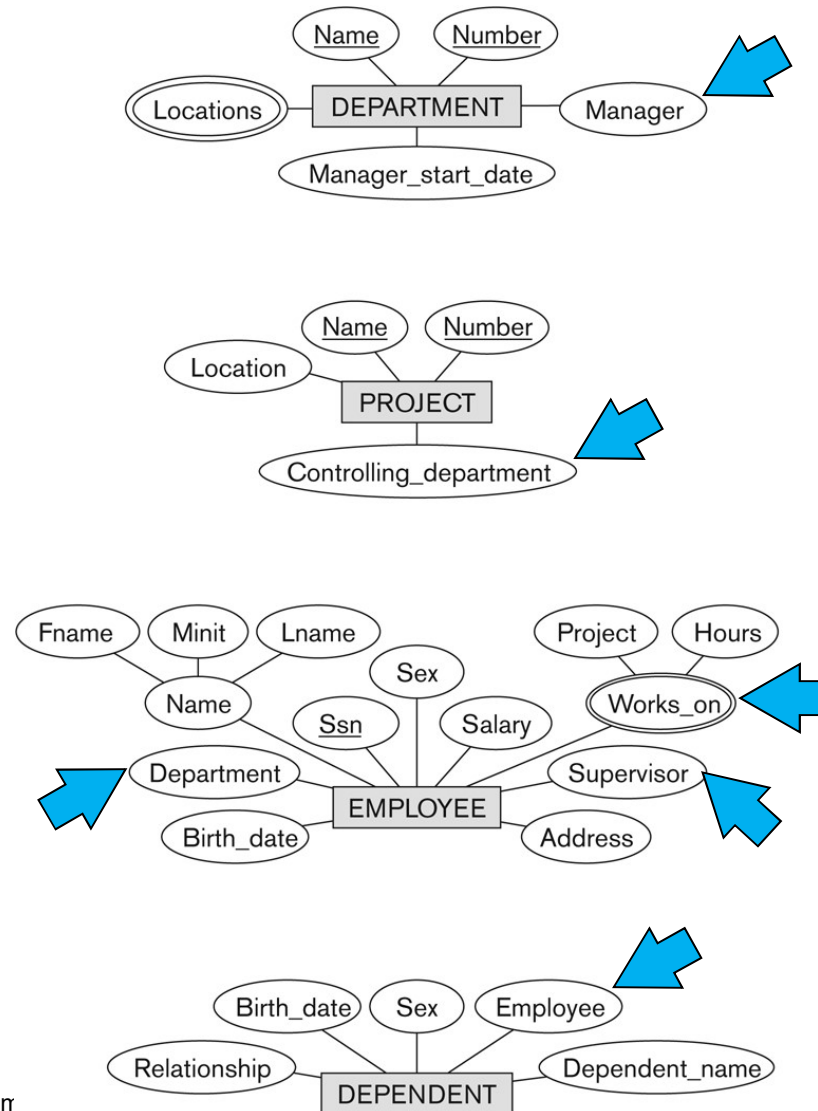 Name Number
Locations DEPARTMENT Manager
Manager_start_date
Name Number
Location
PROJECT
Controlling_department
Fname Minit Lname Project Hours
Sex
Name Works_on
Ssn Salary
Department Supervisor
EMPLOYEE
Birth_date Address
Birth_date Sex Employee
Relationship Dependent_name
DEPENDENT